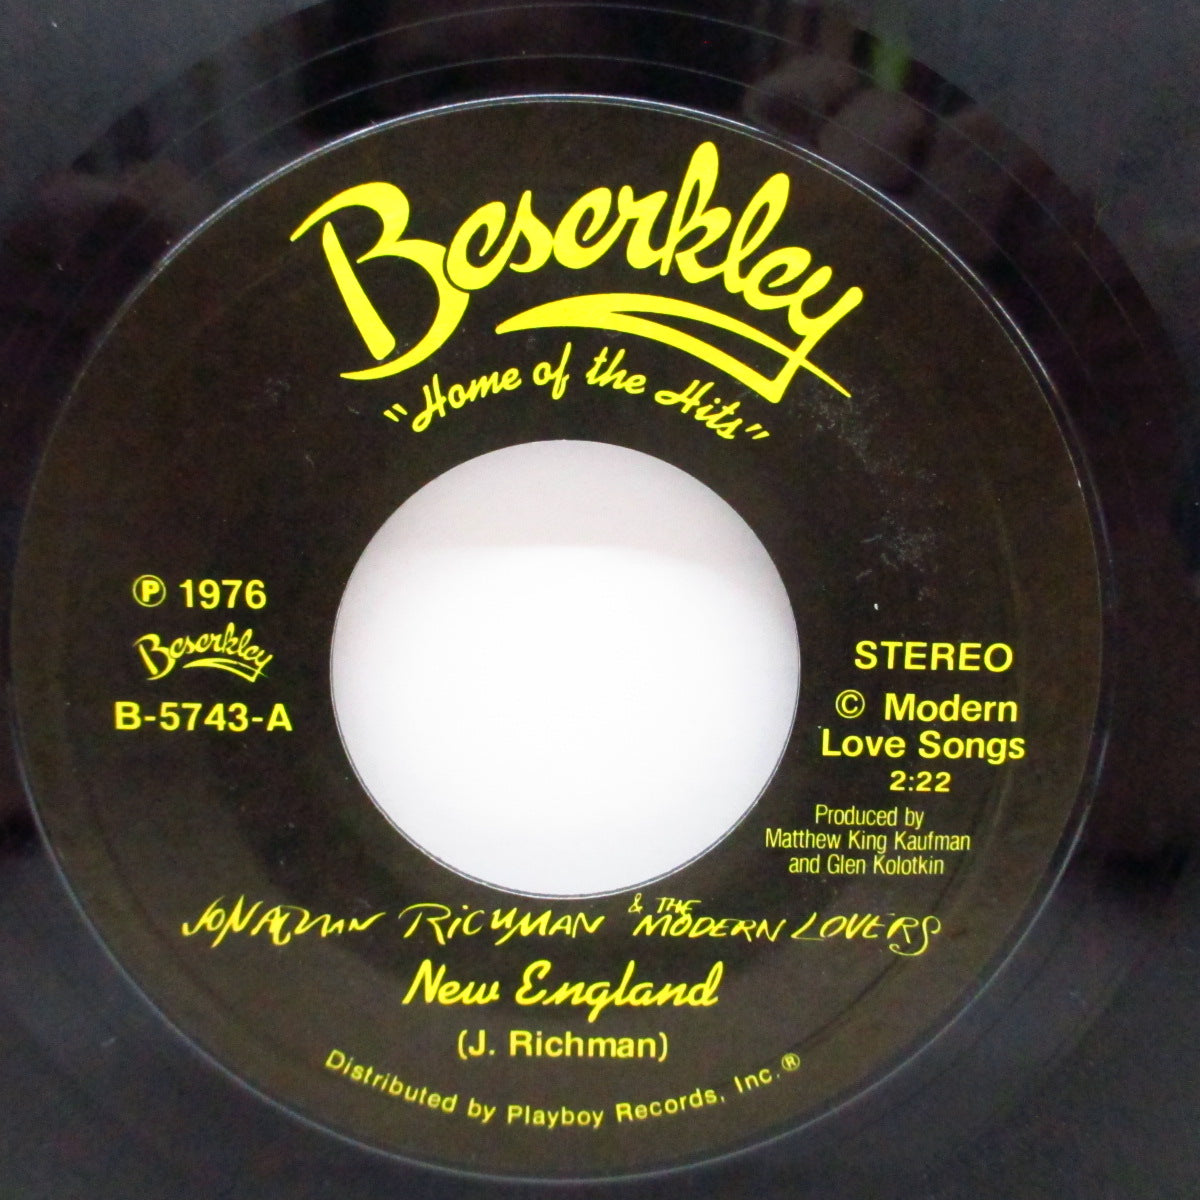 Beserkley
"Home of the Hits"
Ⓟ 1976
Beserkley
B-5743-A
STEREO
© Modern
Love Songs
2:22
Produced by
Matthew King Kaufman
and Glen Kolotkin
JONATHAN RICHMAN & THE MODERN LOVERS
New England
(J. Richman)
Distributed by Playboy Records, Inc.®